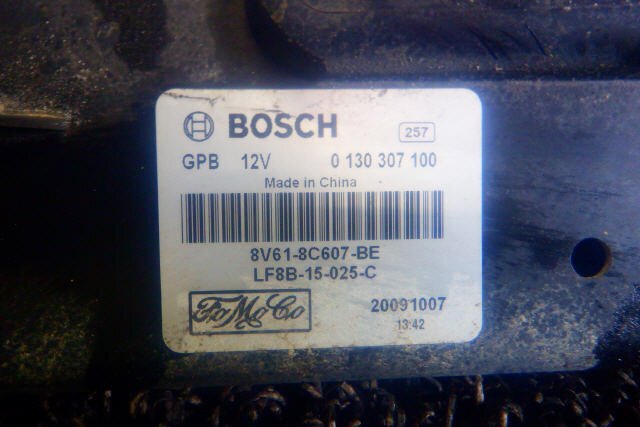 BOSCH 257
GPB 12V 0 130 307 100
Made in China
8V61-8C607-BE
LF8B-15-025-C
FoMoCo 20091007
13:42